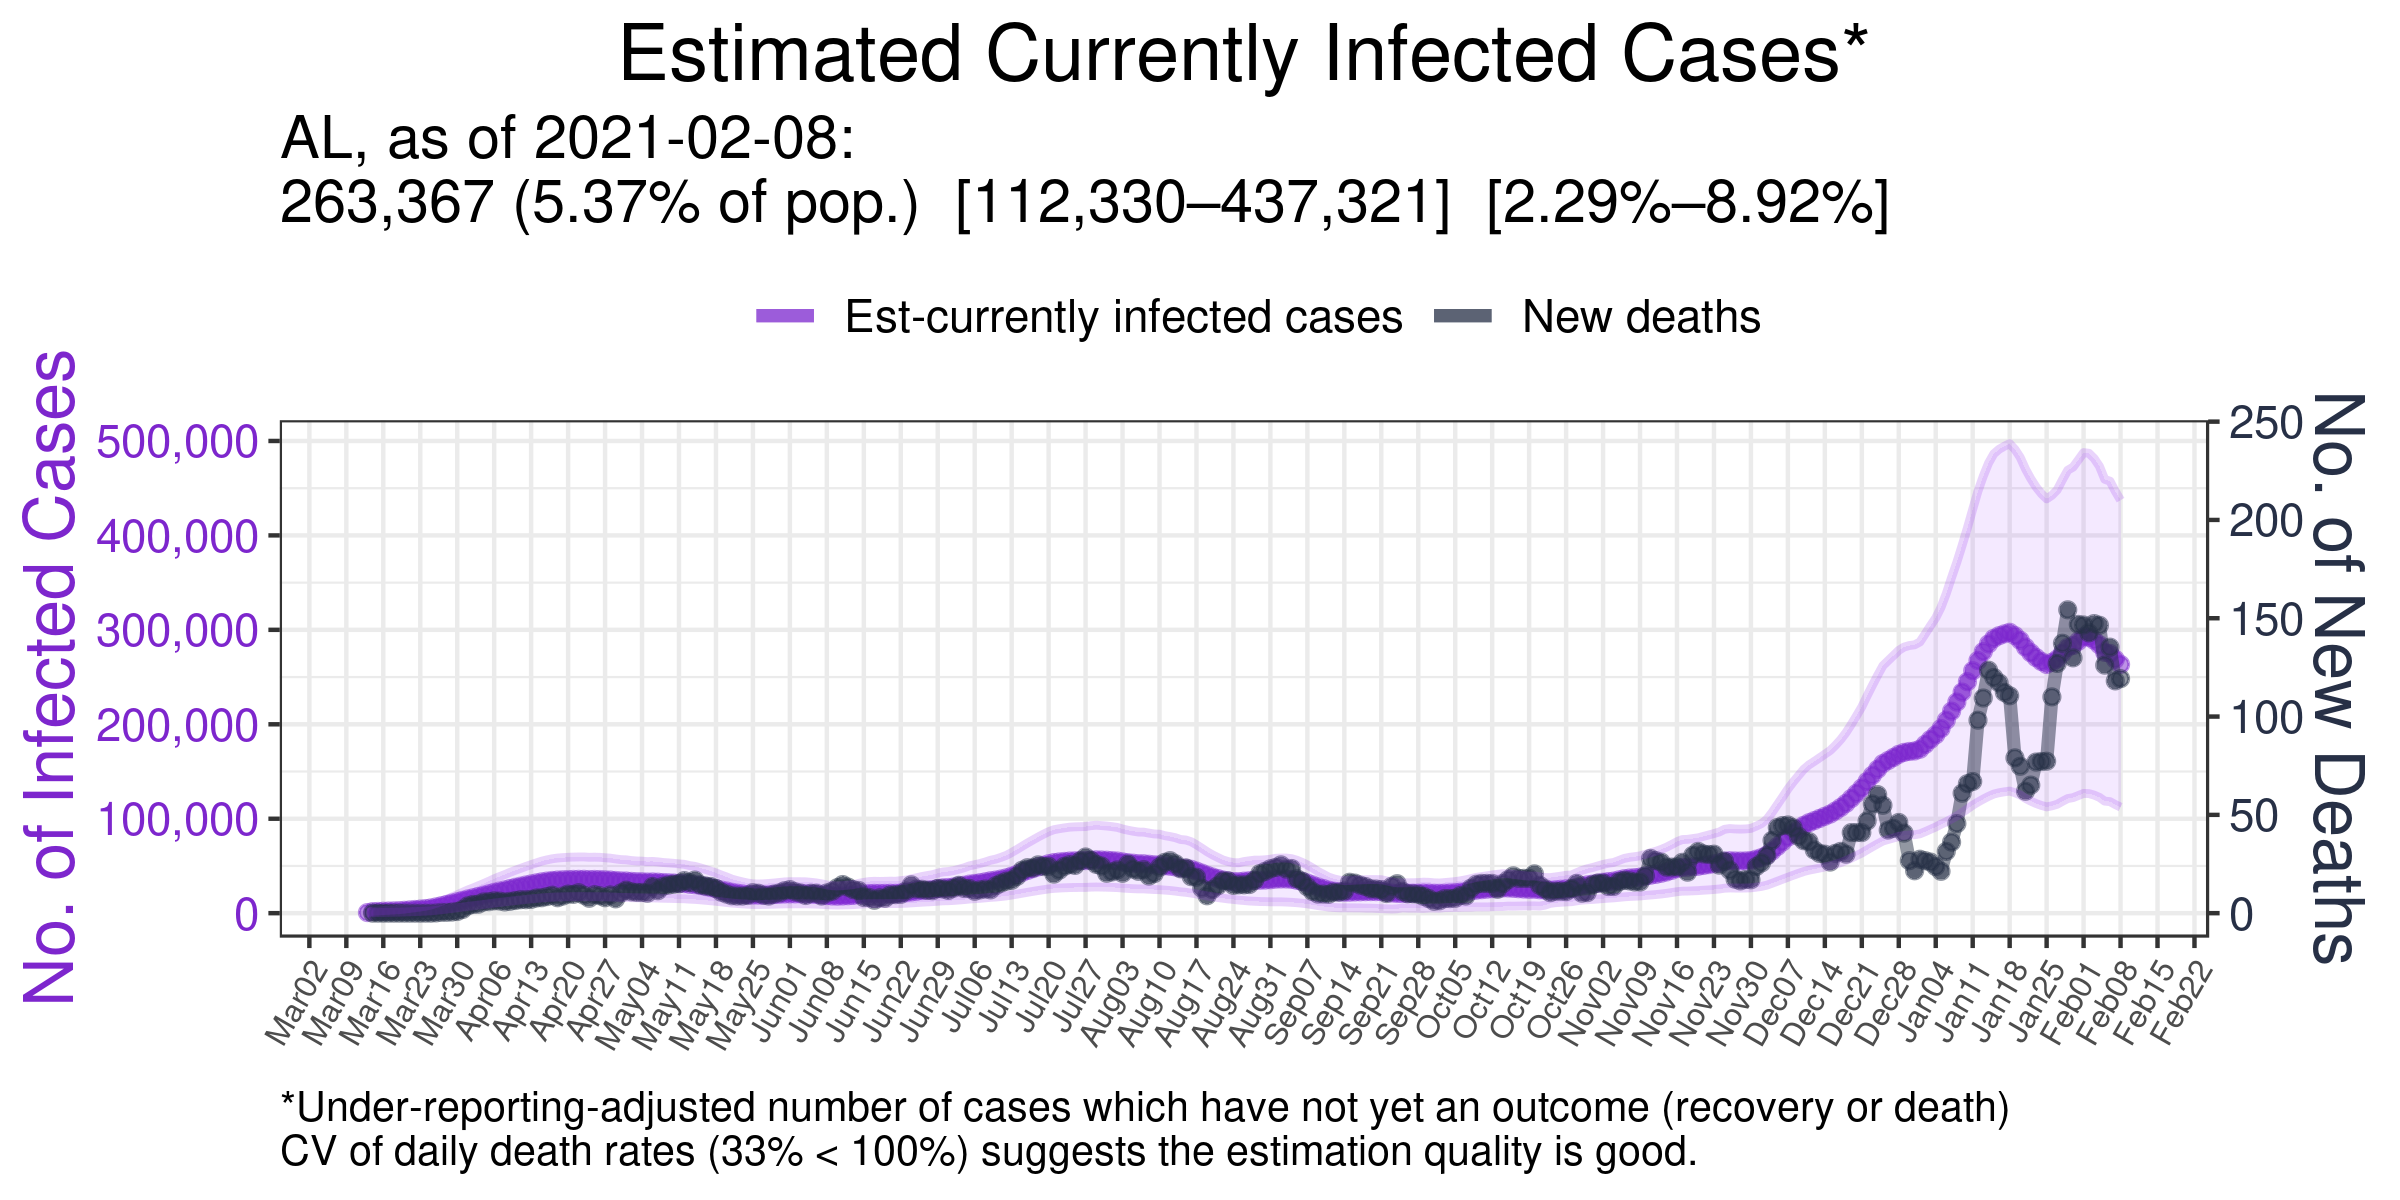 Estimated Currently Infected Cases*
AL, as of 2021-02-08:
263,367 (5.37% of pop.) [112,330–437,321] [2.29%–8.92%]
Est-currently infected cases New deaths
No. of Infected Cases
500,000
400,000
300,000
200,000
100,000
0
250
200
150
100
50
0
No. of New Deaths
Mar02 Mar09 Mar16 Mar23 Mar30 Apr06 Apr13 Apr20 Apr27 May04 May11 May18 May25 Jun01 Jun08 Jun15 Jun22 Jun29 Jul06 Jul13 Jul20 Jul27 Aug03 Aug10 Aug17 Aug24 Aug31 Sep07 Sep14 Sep21 Sep28 Oct05 Oct12 Oct19 Oct26 Nov02 Nov09 Nov16 Nov23 Nov30 Dec07 Dec14 Dec21 Dec28 Jan04 Jan11 Jan18 Jan25 Feb01 Feb08 Feb15 Feb22
*Under-reporting-adjusted number of cases which have not yet an outcome (recovery or death)
CV of daily death rates (33% < 100%) suggests the estimation quality is good.